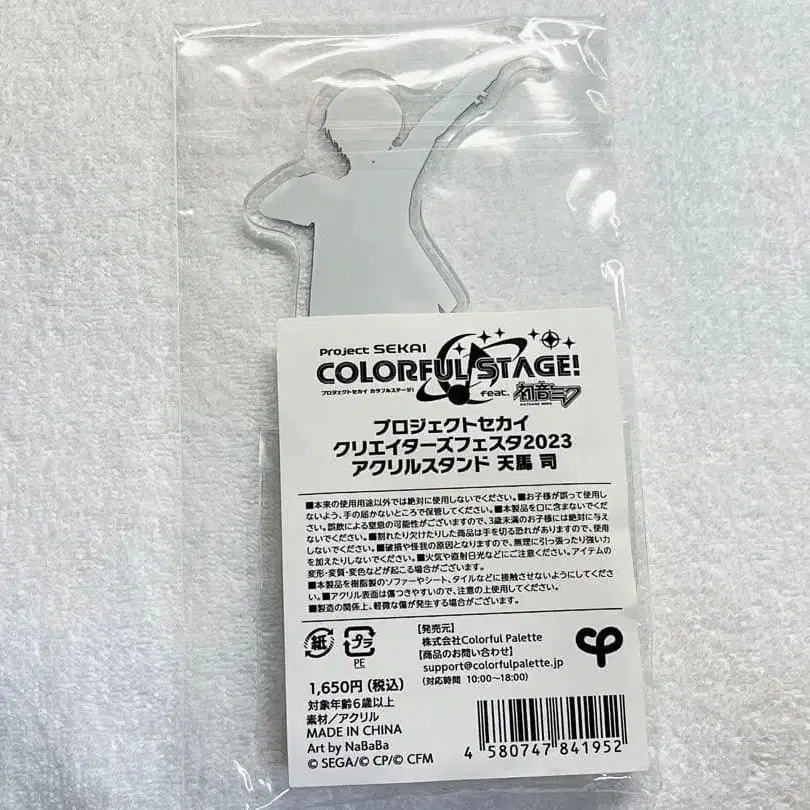 Project SEKAI
COLORFUL STAGE!
プロジェクトセカイ カラフルステージ!
feat. 初音ミク
HATSUNE MIKU
プロジェクトセカイ
クリエイターズフェスタ2023
アクリルスタンド 天馬 司
■本来の使用用途以外では絶対に使用しないでください。■お子様が誤って使用し
ないよう、手の届かないところで保管してください。■本製品を口に含まないでくだ
さい。誤飲による窒息の可能性がございますので、3歳未満のお子様には絶対に与え
ないでください。■割れたり欠けたりした商品は手を切る恐れがありますので、使用
しないでください。■破損や怪我の原因となりますので、無理に引っ張ったり強い力
を加えたりしないでください。■火気や直射日光などにご注意ください。アイテムの
変形・変質・変色などが起こる場合がございます。
■本製品を樹脂製のソファーやシート、タイルなどに接触させないようにしてくださ
い。■アクリル表面は傷つきやすいので、注意の上使用してください。
■製造の関係上、軽微な傷が発生する場合がございます。
紙
プラ
PE
【発売元】
株式会社Colorful Palette
【商品のお問い合わせ】
support@colorfulpalette.jp
(対応時間 10:00~18:00)
1,650円(税込)
対象年齢6歳以上
素材/アクリル
MADE IN CHINA
Art by NaBaBa
© SEGA/© CP/© CFM
4 580747 841952